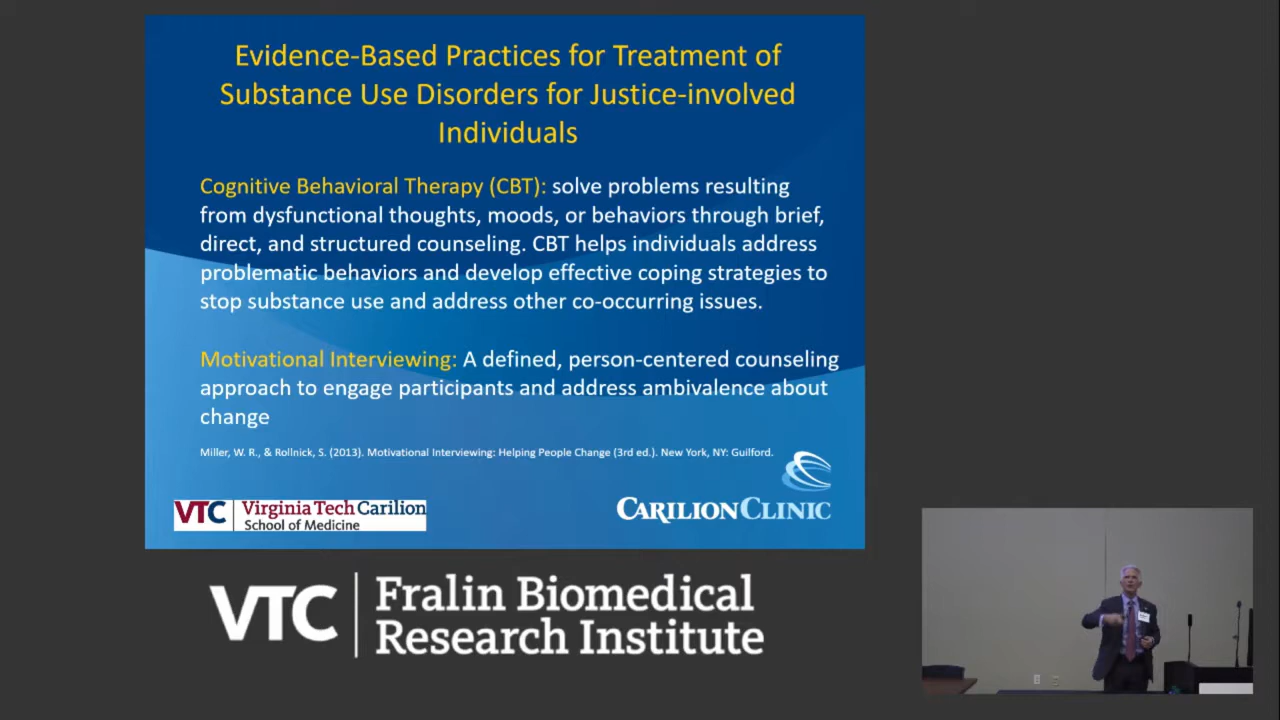 Evidence-Based Practices for Treatment of
Substance Use Disorders for Justice-involved
Individuals
Cognitive Behavioral Therapy (CBT): solve problems resulting
from dysfunctional thoughts, moods, or behaviors through brief,
direct, and structured counseling. CBT helps individuals address
problematic behaviors and develop effective coping strategies to
stop substance use and address other co-occurring issues.
Motivational Interviewing: A defined, person-centered counseling
approach to engage participants and address ambivalence about
change
Miller, W. R., & Rollnick, S. (2013). Motivational Interviewing: Helping People Change (3rd ed.). New York, NY: Guilford.
VTC Virginia Tech Carilion
School of Medicine
CARILION CLINIC
VTC Fralin Biomedical
Research Institute